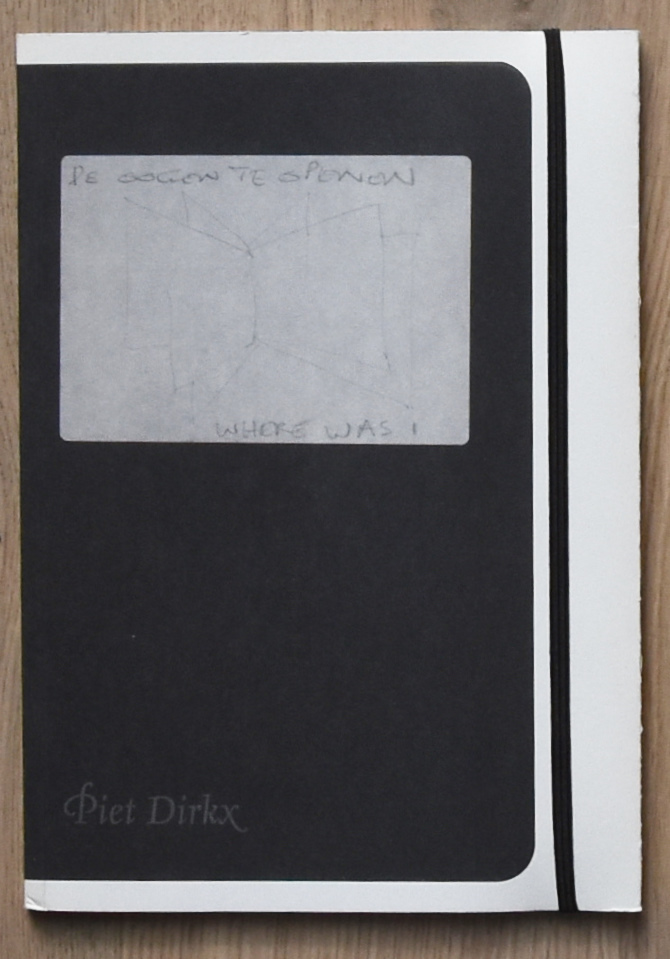 DE OOGEN TE OPENEN
WHERE WAS I
Piet Dirkx